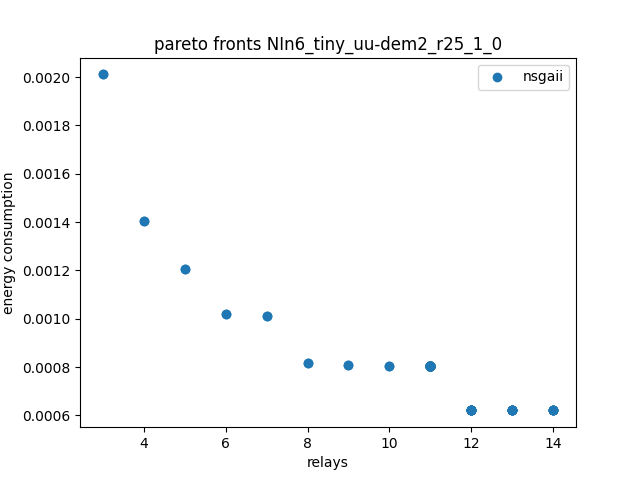 pareto fronts NIn6_tiny_uu-dem2_r25_1_0
nsgaii
energy consumption
0.0020
0.0018
0.0016
0.0014
0.0012
0.0010
0.0008
0.0006
4 6 8 10 12 14
relays